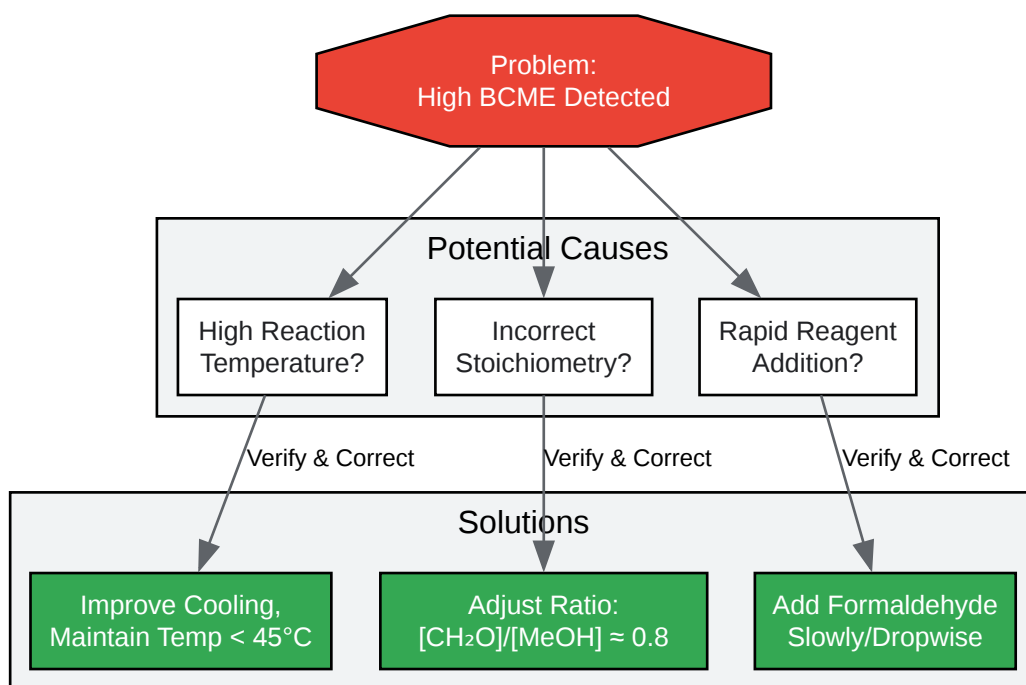 Problem:
High BCME Detected
Potential Causes
High Reaction
Temperature?
Incorrect
Stoichiometry?
Rapid Reagent
Addition?
Verify & Correct
Verify & Correct
Verify & Correct
Solutions
Improve Cooling,
Maintain Temp < 45°C
Adjust Ratio:
[CH₂O]/[MeOH] ≈ 0.8
Add Formaldehyde
Slowly/Dropwise